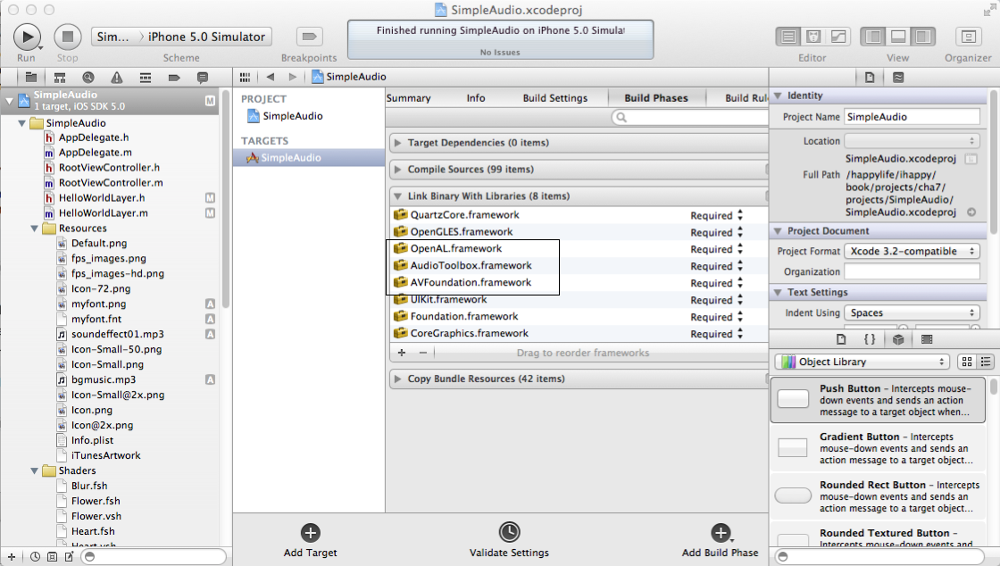 SimpleAudio.xcodeproj
Sim... iPhone 5.0 Simulator
Finished running SimpleAudio on iPhone 5.0 Simulat
No Issues
Run Stop Scheme Breakpoints Editor View Organizer
SimpleAudio
SimpleAudio
1 target, iOS SDK 5.0
M
SimpleAudio
h AppDelegate.h
m AppDelegate.m
h RootViewController.h
m RootViewController.m
h HelloWorldLayer.h M
m HelloWorldLayer.m M
Resources
Default.png
fps_images.png
fps_images-hd.png
Icon-72.png
myfont.png A
myfont.fnt A
soundeffect01.mp3 A
Icon-Small-50.png
Icon-Small.png
bgmusic.mp3 A
Icon-Small@2x.png
Icon.png
Icon@2x.png
Info.plist
iTunesArtwork
Shaders
Blur.fsh
Flower.fsh
Flower.vsh
Heart.fsh
Heart.vsh
PROJECT
SimpleAudio
TARGETS
SimpleAudio
Summary Info Build Settings Build Phases Build Rul
Target Dependencies (0 items)
Compile Sources (99 items)
Link Binary With Libraries (8 items)
QuartzCore.framework Required
OpenGLES.framework Required
OpenAL.framework Required
AudioToolbox.framework Required
AVFoundation.framework Required
UIKit.framework Required
Foundation.framework Required
CoreGraphics.framework Required
+ − Drag to reorder frameworks
Copy Bundle Resources (42 items)
Add Target Validate Settings Add Build Phase
Identity
Project Name SimpleAudio
Location
SimpleAudio.xcodeproj
Full Path /happylife/ihappy/
book/projects/cha7/
projects/SimpleAudio/
SimpleAudio.xcodeproj
Project Document
Project Format Xcode 3.2-compatible
Organization
Text Settings
Indent Using Spaces
{ }
Object Library
Push Button - Intercepts mouse-
down events and sends an action
message to a target object when...
Gradient Button - Intercepts
mouse-down events and sends an
action message to a target object...
Rounded Rect Button - Intercepts
mouse-down events and sends an
action message to a target object...
Rounded Textured Button -
Intercepts mouse-down events and